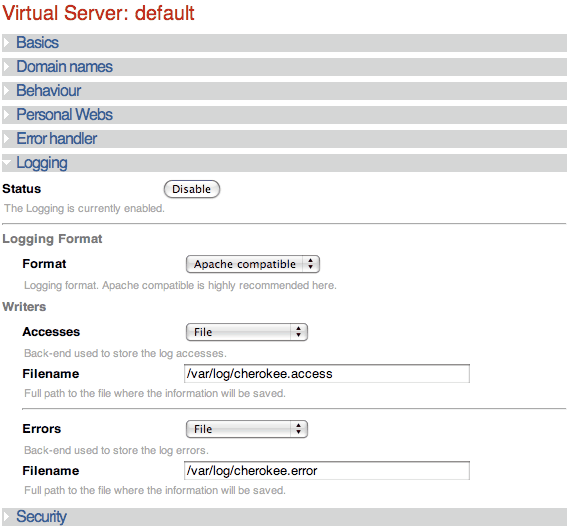 Virtual Server: default
Basics
Domain names
Behaviour
Personal Webs
Error handler
Logging
Status Disable
The Logging is currently enabled.
Logging Format
Format Apache compatible
Logging format. Apache compatible is highly recommended here.
Writers
Accesses File
Back-end used to store the log accesses.
Filename /var/log/cherokee.access
Full path to the file where the information will be saved.
Errors File
Back-end used to store the log errors.
Filename /var/log/cherokee.error
Full path to the file where the information will be saved.
Security